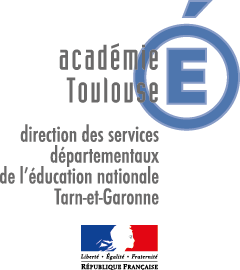 académie
Toulouse
É
direction des services
départementaux
de l'éducation nationale
Tarn-et-Garonne
Liberté • Égalité • Fraternité
RÉPUBLIQUE FRANÇAISE